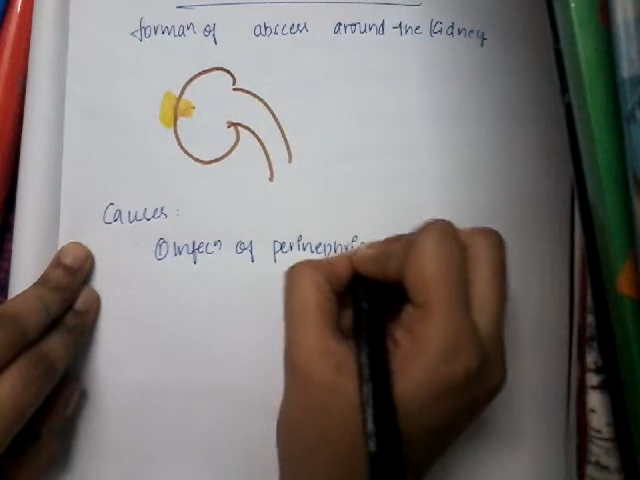 forman of abscess around the Kidney
Causes:
① infecn of perinephri